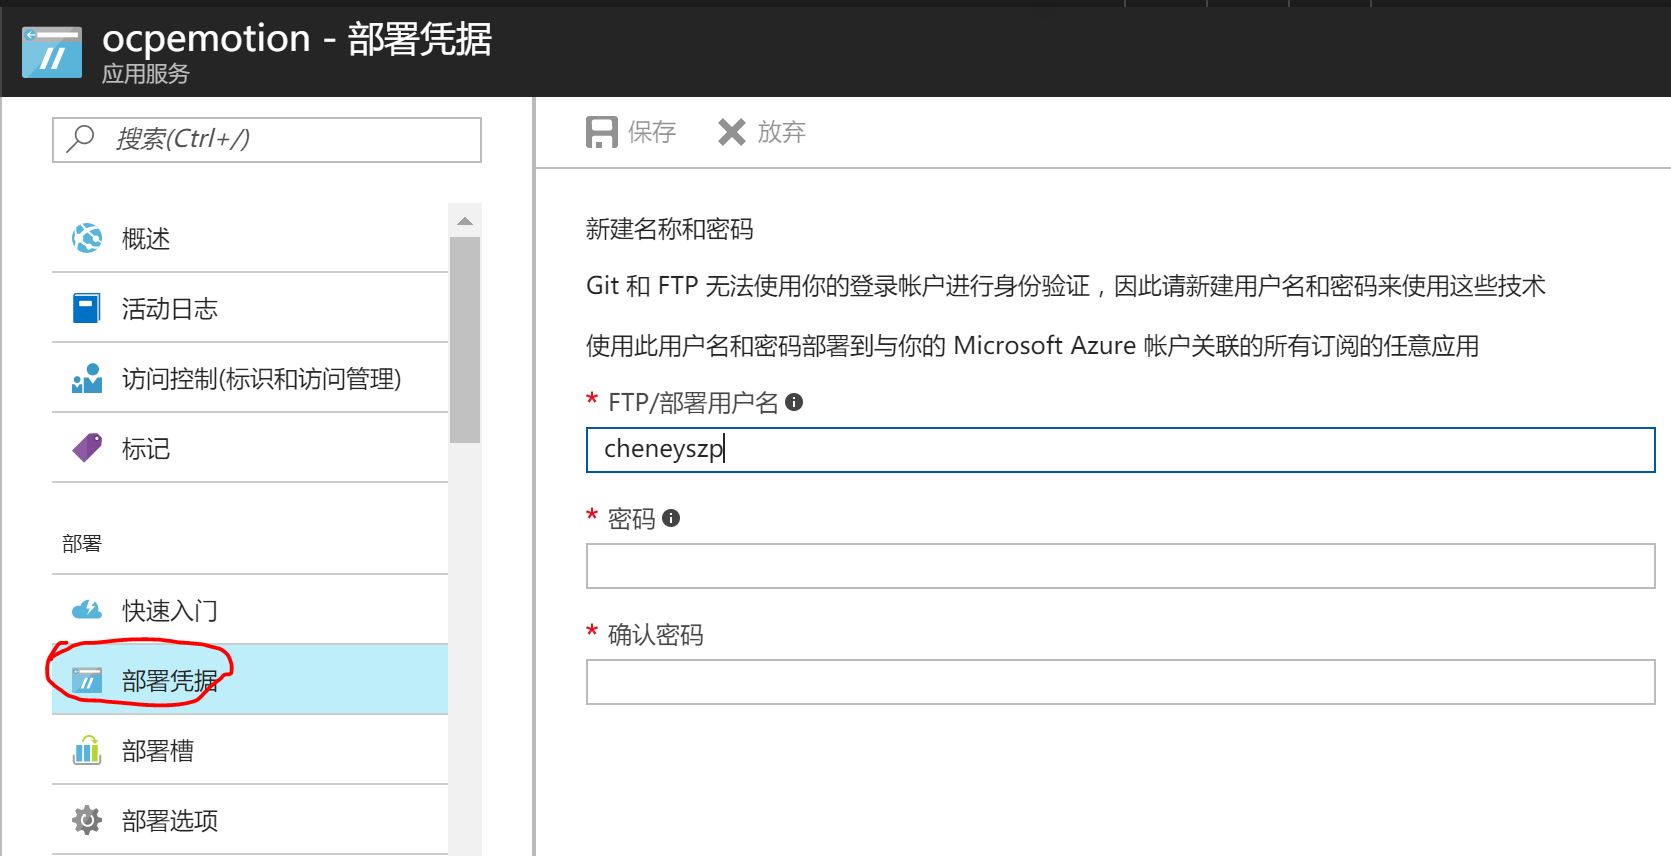 ocpemotion - 部署凭据
应用服务
搜索(Ctrl+/)
概述
活动日志
访问控制(标识和访问管理)
标记
部署
快速入门
部署凭据
部署槽
部署选项
保存
放弃
新建名称和密码
Git 和 FTP 无法使用你的登录帐户进行身份验证，因此请新建用户名和密码来使用这些技术
使用此用户名和密码部署到与你的 Microsoft Azure 帐户关联的所有订阅的任意应用
* FTP/部署用户名
cheneyszp
* 密码
* 确认密码